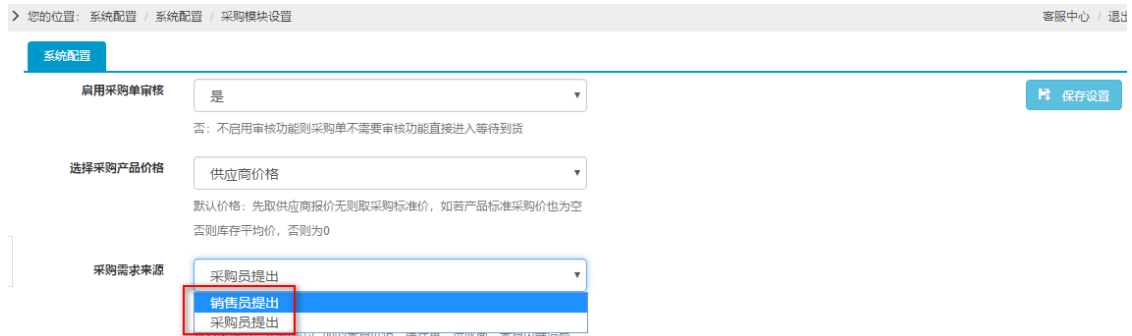 您的位置: 系统配置 / 系统配置 / 采购模块设置
客服中心 / 退出
系统配置
启用采购单审核
是
保存设置
否：不启用审核功能则采购单不需要审核功能直接进入等待到货
选择采购产品价格
供应商价格
默认价格：先取供应商报价无则取采购标准价，如若产品标准采购价也为空
否则库存平均价，否则为0
采购需求来源
采购员提出
销售员提出
采购员提出